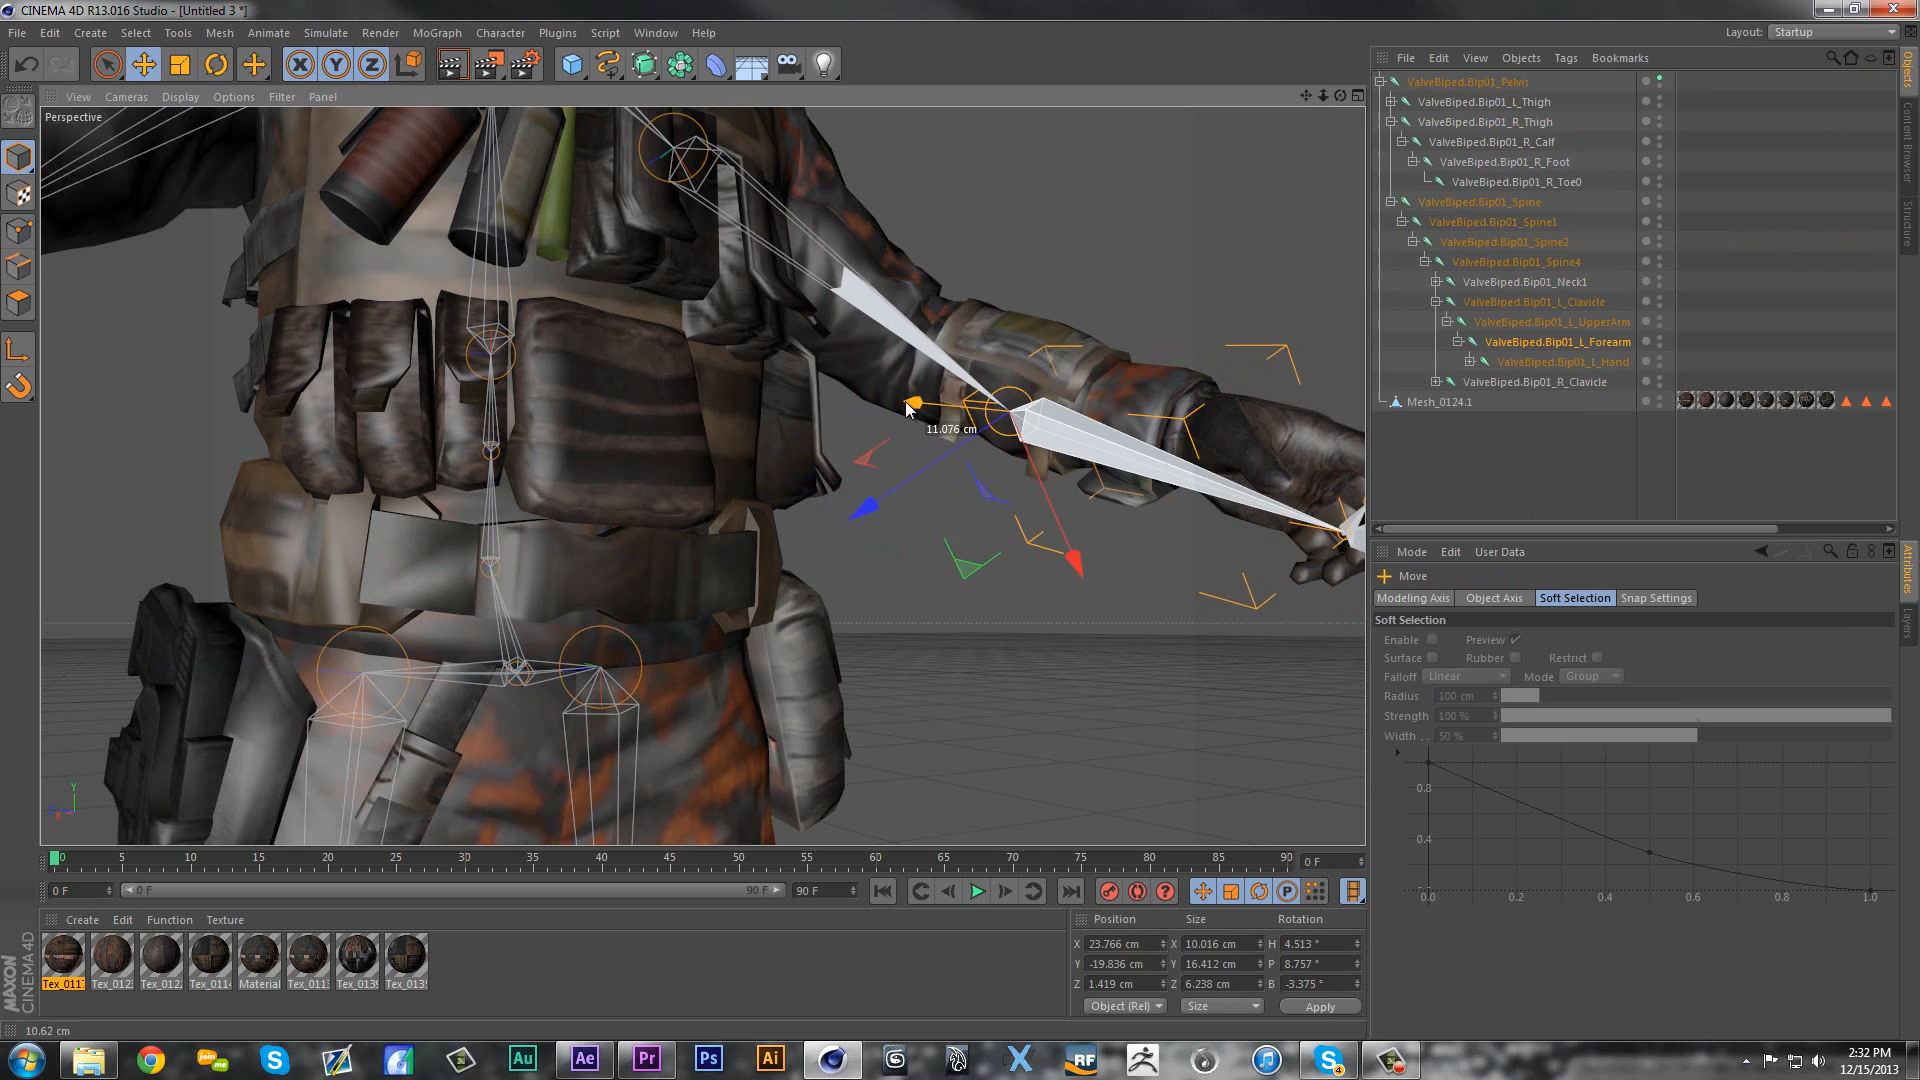 CINEMA 4D R13.016 Studio - [Untitled 3 *]
File Edit Create Select Tools Mesh Animate Simulate Render MoGraph Character Plugins Script Window Help
Layout: Startup
File Edit View Objects Tags Bookmarks
View Cameras Display Options Filter Panel
Perspective
ValveBiped.Bip01_Pelvis
ValveBiped.Bip01_L_Thigh
ValveBiped.Bip01_R_Thigh
ValveBiped.Bip01_R_Calf
ValveBiped.Bip01_R_Foot
ValveBiped.Bip01_R_Toe0
ValveBiped.Bip01_Spine
ValveBiped.Bip01_Spine1
ValveBiped.Bip01_Spine2
ValveBiped.Bip01_Spine4
ValveBiped.Bip01_Neck1
ValveBiped.Bip01_L_Clavicle
ValveBiped.Bip01_L_UpperArm
ValveBiped.Bip01_L_Forearm
ValveBiped.Bip01_L_Hand
ValveBiped.Bip01_R_Clavicle
Mesh_0124.1
Objects
Content Browser
Structure
11.076 cm
Mode Edit User Data
Move
Modeling Axis Object Axis Soft Selection Snap Settings
Soft Selection
Enable Preview
Surface Rubber Restrict
Falloff Linear Mode Group
Radius 100 cm
Strength 100 %
Width . . 50 %
0.8
0.4
0.0 0.2 0.4 0.6 0.8 1.0
Attributes
Layers
Y
X
0 5 10 15 20 25 30 35 40 45 50 55 60 65 70 75 80 85 90 0 F
0 F 0 F 90 F 90 F
Create Edit Function Texture
Tex_011 Tex_012 Tex_012 Tex_011 Material Tex_011 Tex_013 Tex_013
MAXON
CINEMA 4D
Position Size Rotation
X 23.766 cm X 10.016 cm H 4.513 °
Y -19.836 cm Y 16.412 cm P 8.757 °
Z 1.419 cm Z 6.238 cm B -3.375 °
Object (Rel) Size Apply
10.62 cm
join me
Au Ae Pr Ps Ai
RF
4
2:32 PM
12/15/2013